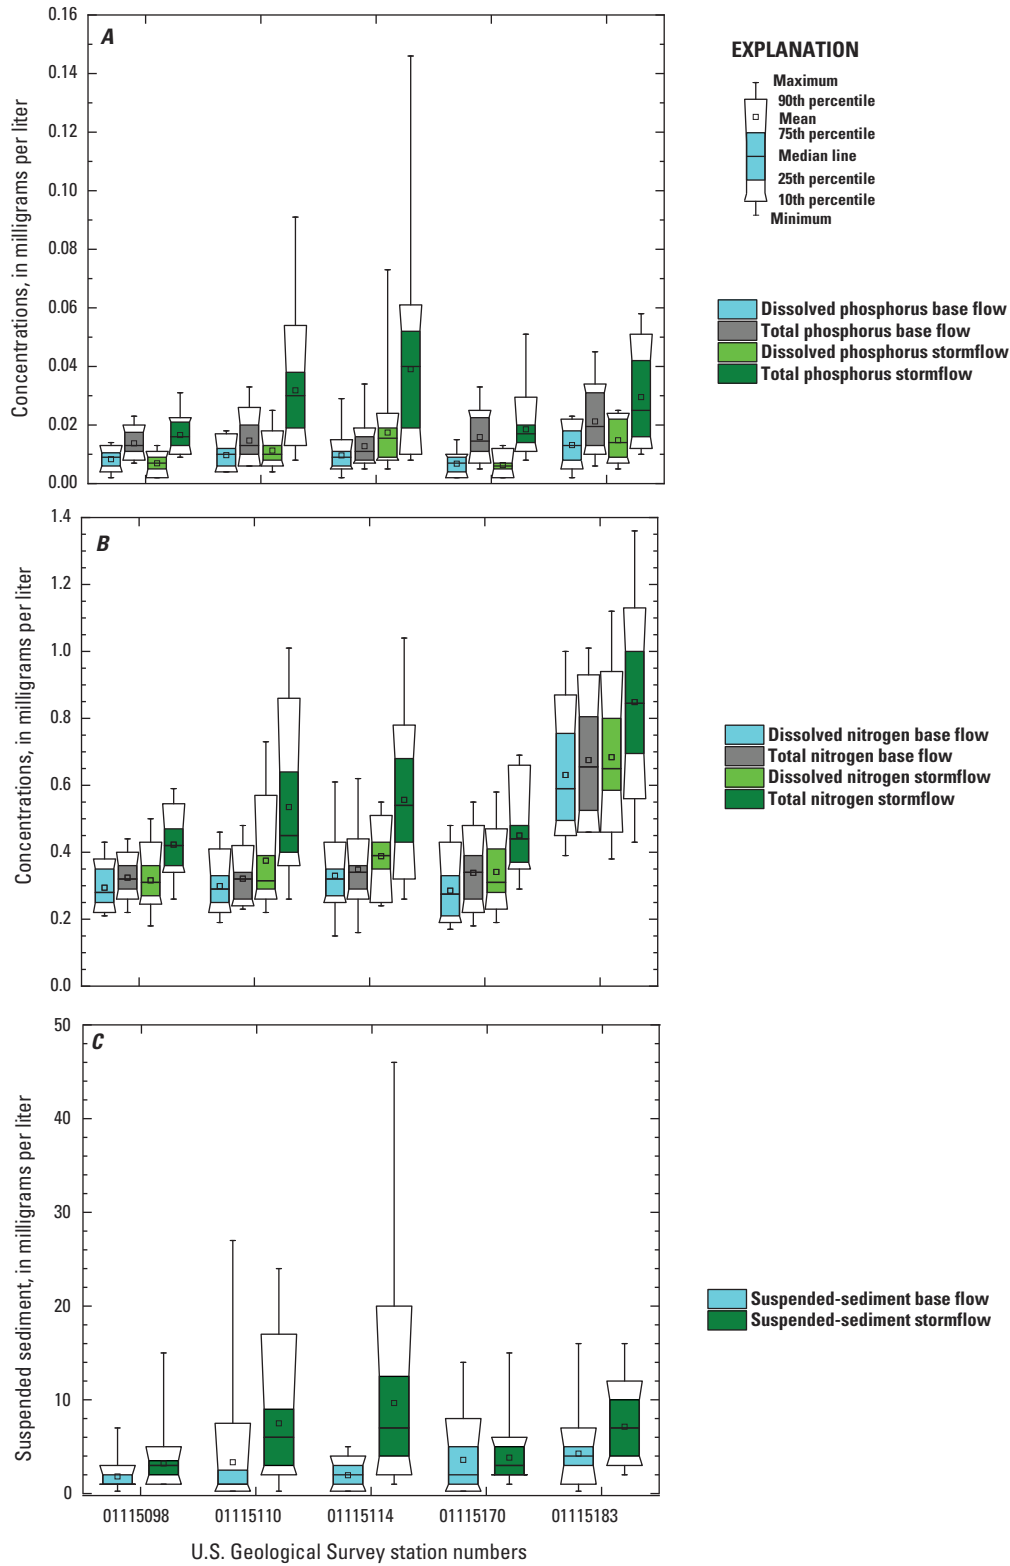 A
0.16
0.14
0.12
0.10
0.08
0.06
0.04
0.02
0.00
Concentrations, in milligrams per liter
EXPLANATION
Maximum
90th percentile
Mean
75th percentile
Median line
25th percentile
10th percentile
Minimum
Dissolved phosphorus base flow
Total phosphorus base flow
Dissolved phosphorus stormflow
Total phosphorus stormflow
B
1.4
1.2
1.0
0.8
0.6
0.4
0.2
0.0
Concentrations, in milligrams per liter
Dissolved nitrogen base flow
Total nitrogen base flow
Dissolved nitrogen stormflow
Total nitrogen stormflow
C
50
40
30
20
10
0
Suspended sediment, in milligrams per liter
Suspended-sediment base flow
Suspended-sediment stormflow
01115098 01115110 01115114 01115170 01115183
U.S. Geological Survey station numbers